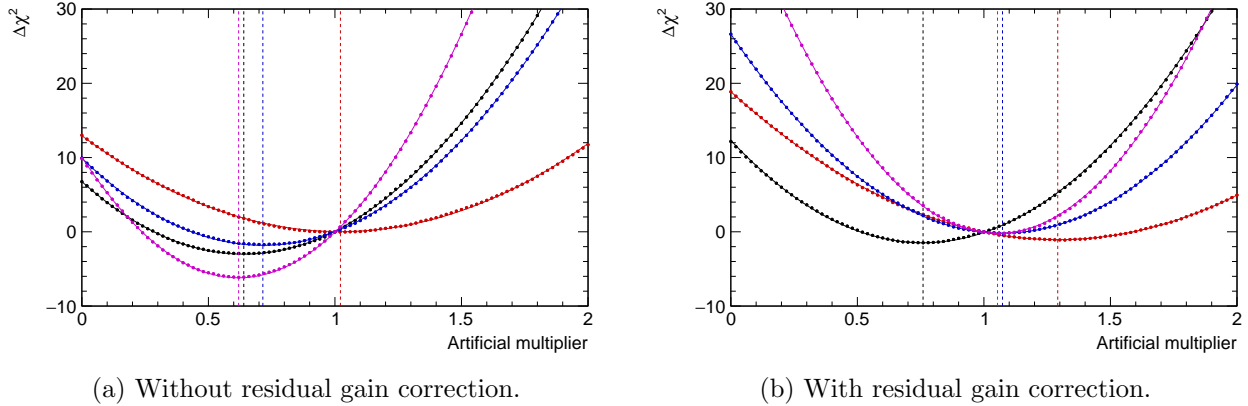 Δχ²
30
20
10
0
−10
0 0.5 1 1.5 2
Artificial multiplier
(a) Without residual gain correction.
Δχ²
30
20
10
0
−10
0 0.5 1 1.5 2
Artificial multiplier
(b) With residual gain correction.